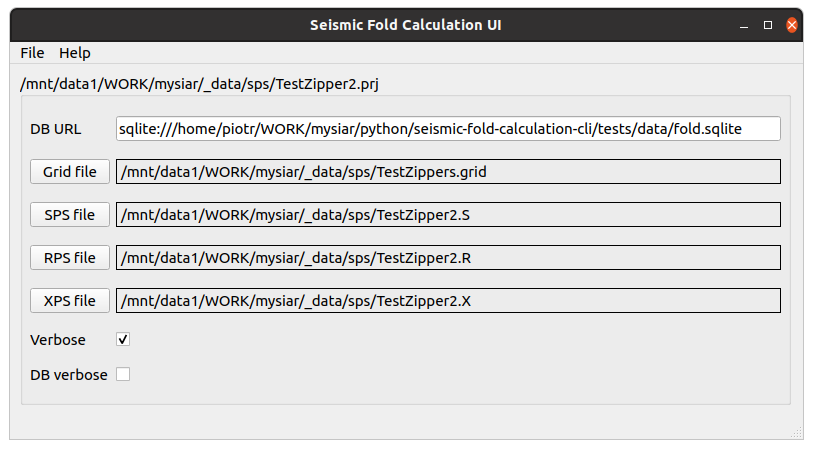 Seismic Fold Calculation UI
File Help
/mnt/data1/WORK/mysiar/_data/sps/TestZipper2.prj
DB URL sqlite:///home/piotr/WORK/mysiar/python/seismic-fold-calculation-cli/tests/data/fold.sqlite
Grid file /mnt/data1/WORK/mysiar/_data/sps/TestZippers.grid
SPS file /mnt/data1/WORK/mysiar/_data/sps/TestZipper2.S
RPS file /mnt/data1/WORK/mysiar/_data/sps/TestZipper2.R
XPS file /mnt/data1/WORK/mysiar/_data/sps/TestZipper2.X
Verbose
DB verbose